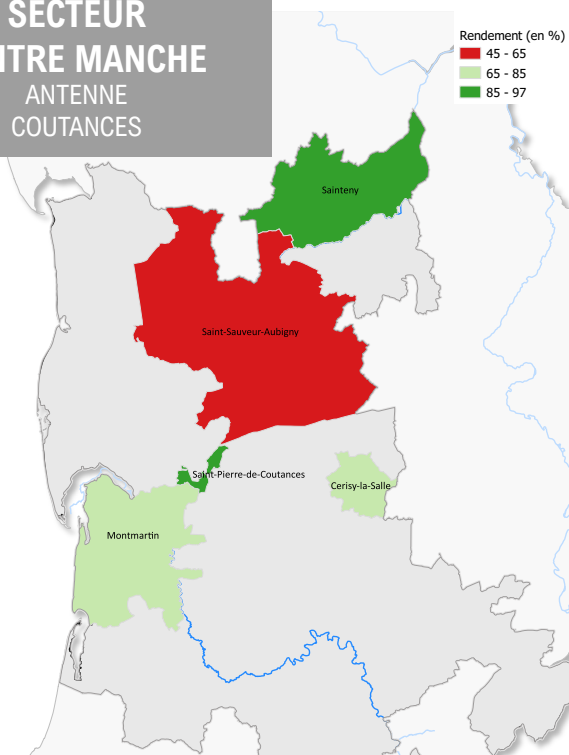 SECTEUR
NTRE MANCHE
ANTENNE
COUTANCES
Rendement (en %)
45 - 65
65 - 85
85 - 97
Sainteny
Saint-Sauveur-Aubigny
Saint-Pierre-de-Coutances
Cerisy-la-Salle
Montmartin